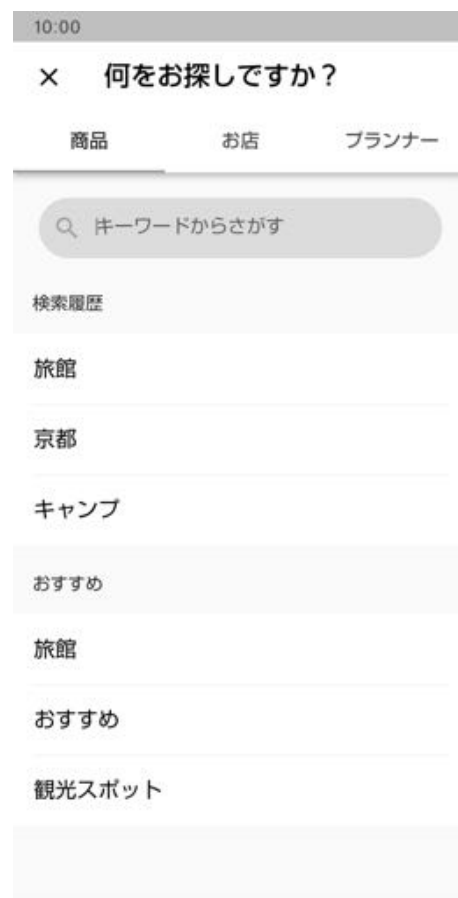 10:00
× 何をお探しですか？
商品 お店 プランナー
キーワードからさがす
検索履歴
旅館
京都
キャンプ
おすすめ
旅館
おすすめ
観光スポット